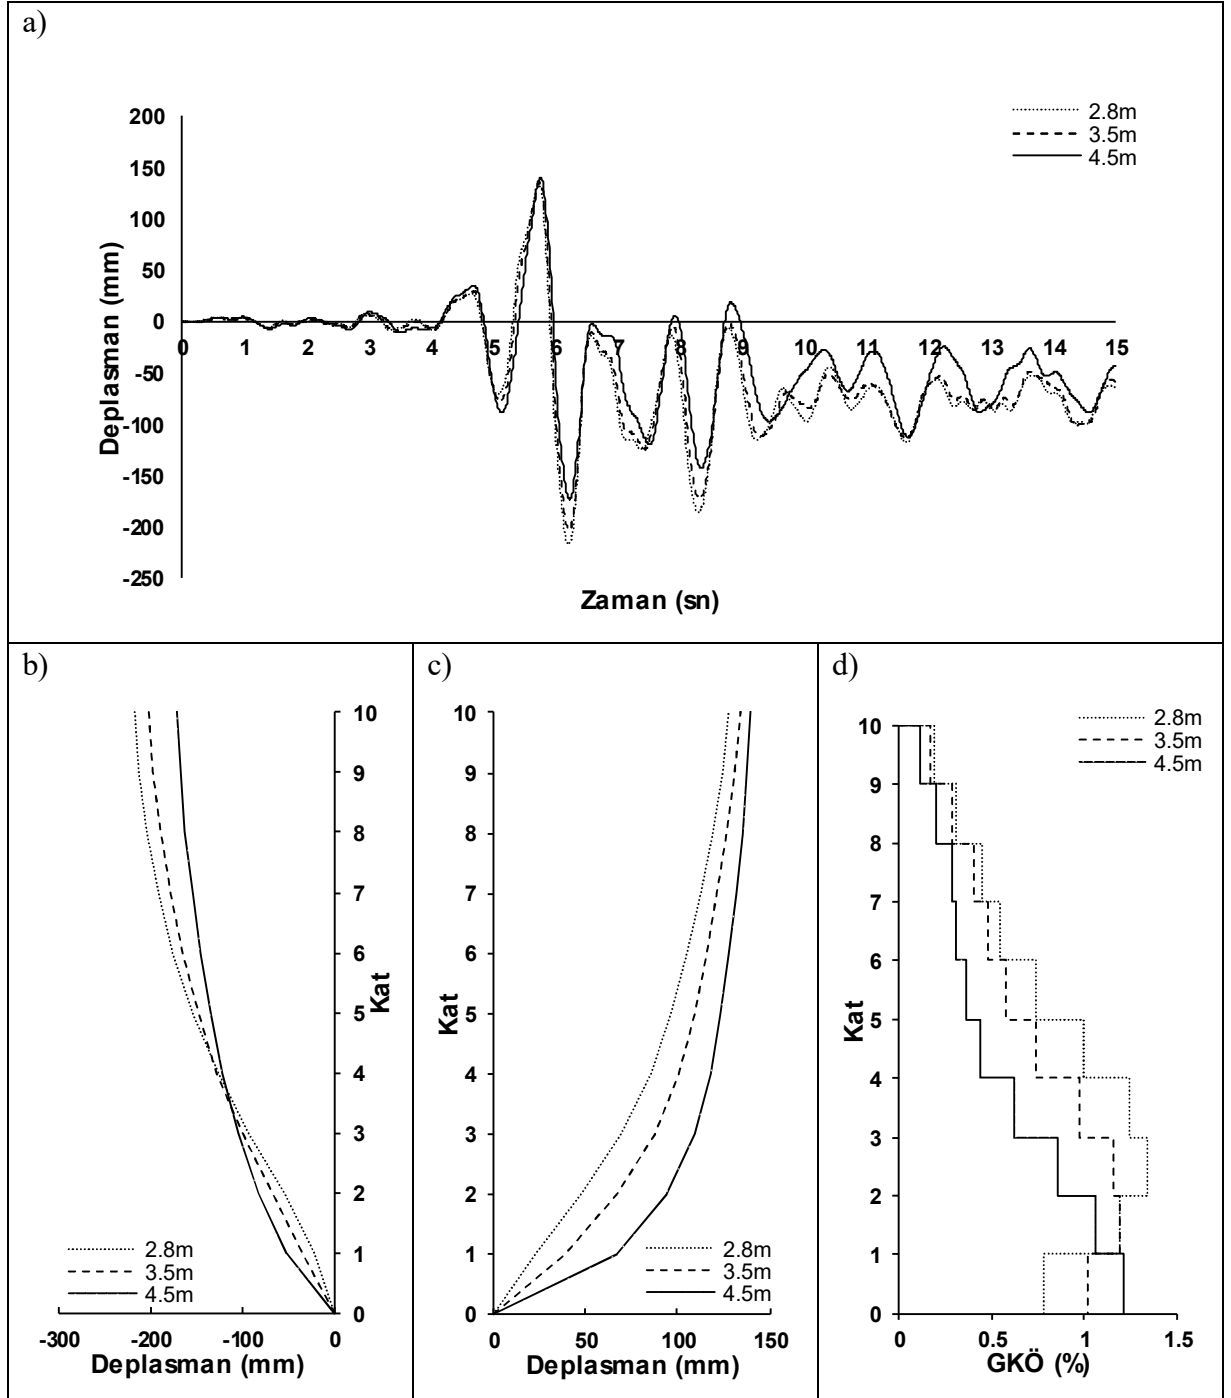 a)
200
150
100
50
0
-50
-100
-150
-200
-250
Deplasman (mm)
0 1 2 3 4 5 6 7 8 9 10 11 12 13 14 15
Zaman (sn)
2.8m
3.5m
4.5m
b)
10
9
8
7
6
5
4
3
2
1
0
Kat
2.8m
3.5m
4.5m
-300 -200 -100 0
Deplasman (mm)
c)
10
9
8
7
6
5
4
3
2
1
0
Kat
2.8m
3.5m
4.5m
0 50 100 150
Deplasman (mm)
d)
2.8m
3.5m
4.5m
10
9
8
7
6
5
4
3
2
1
0
Kat
0 0.5 1 1.5
GKÖ (%)